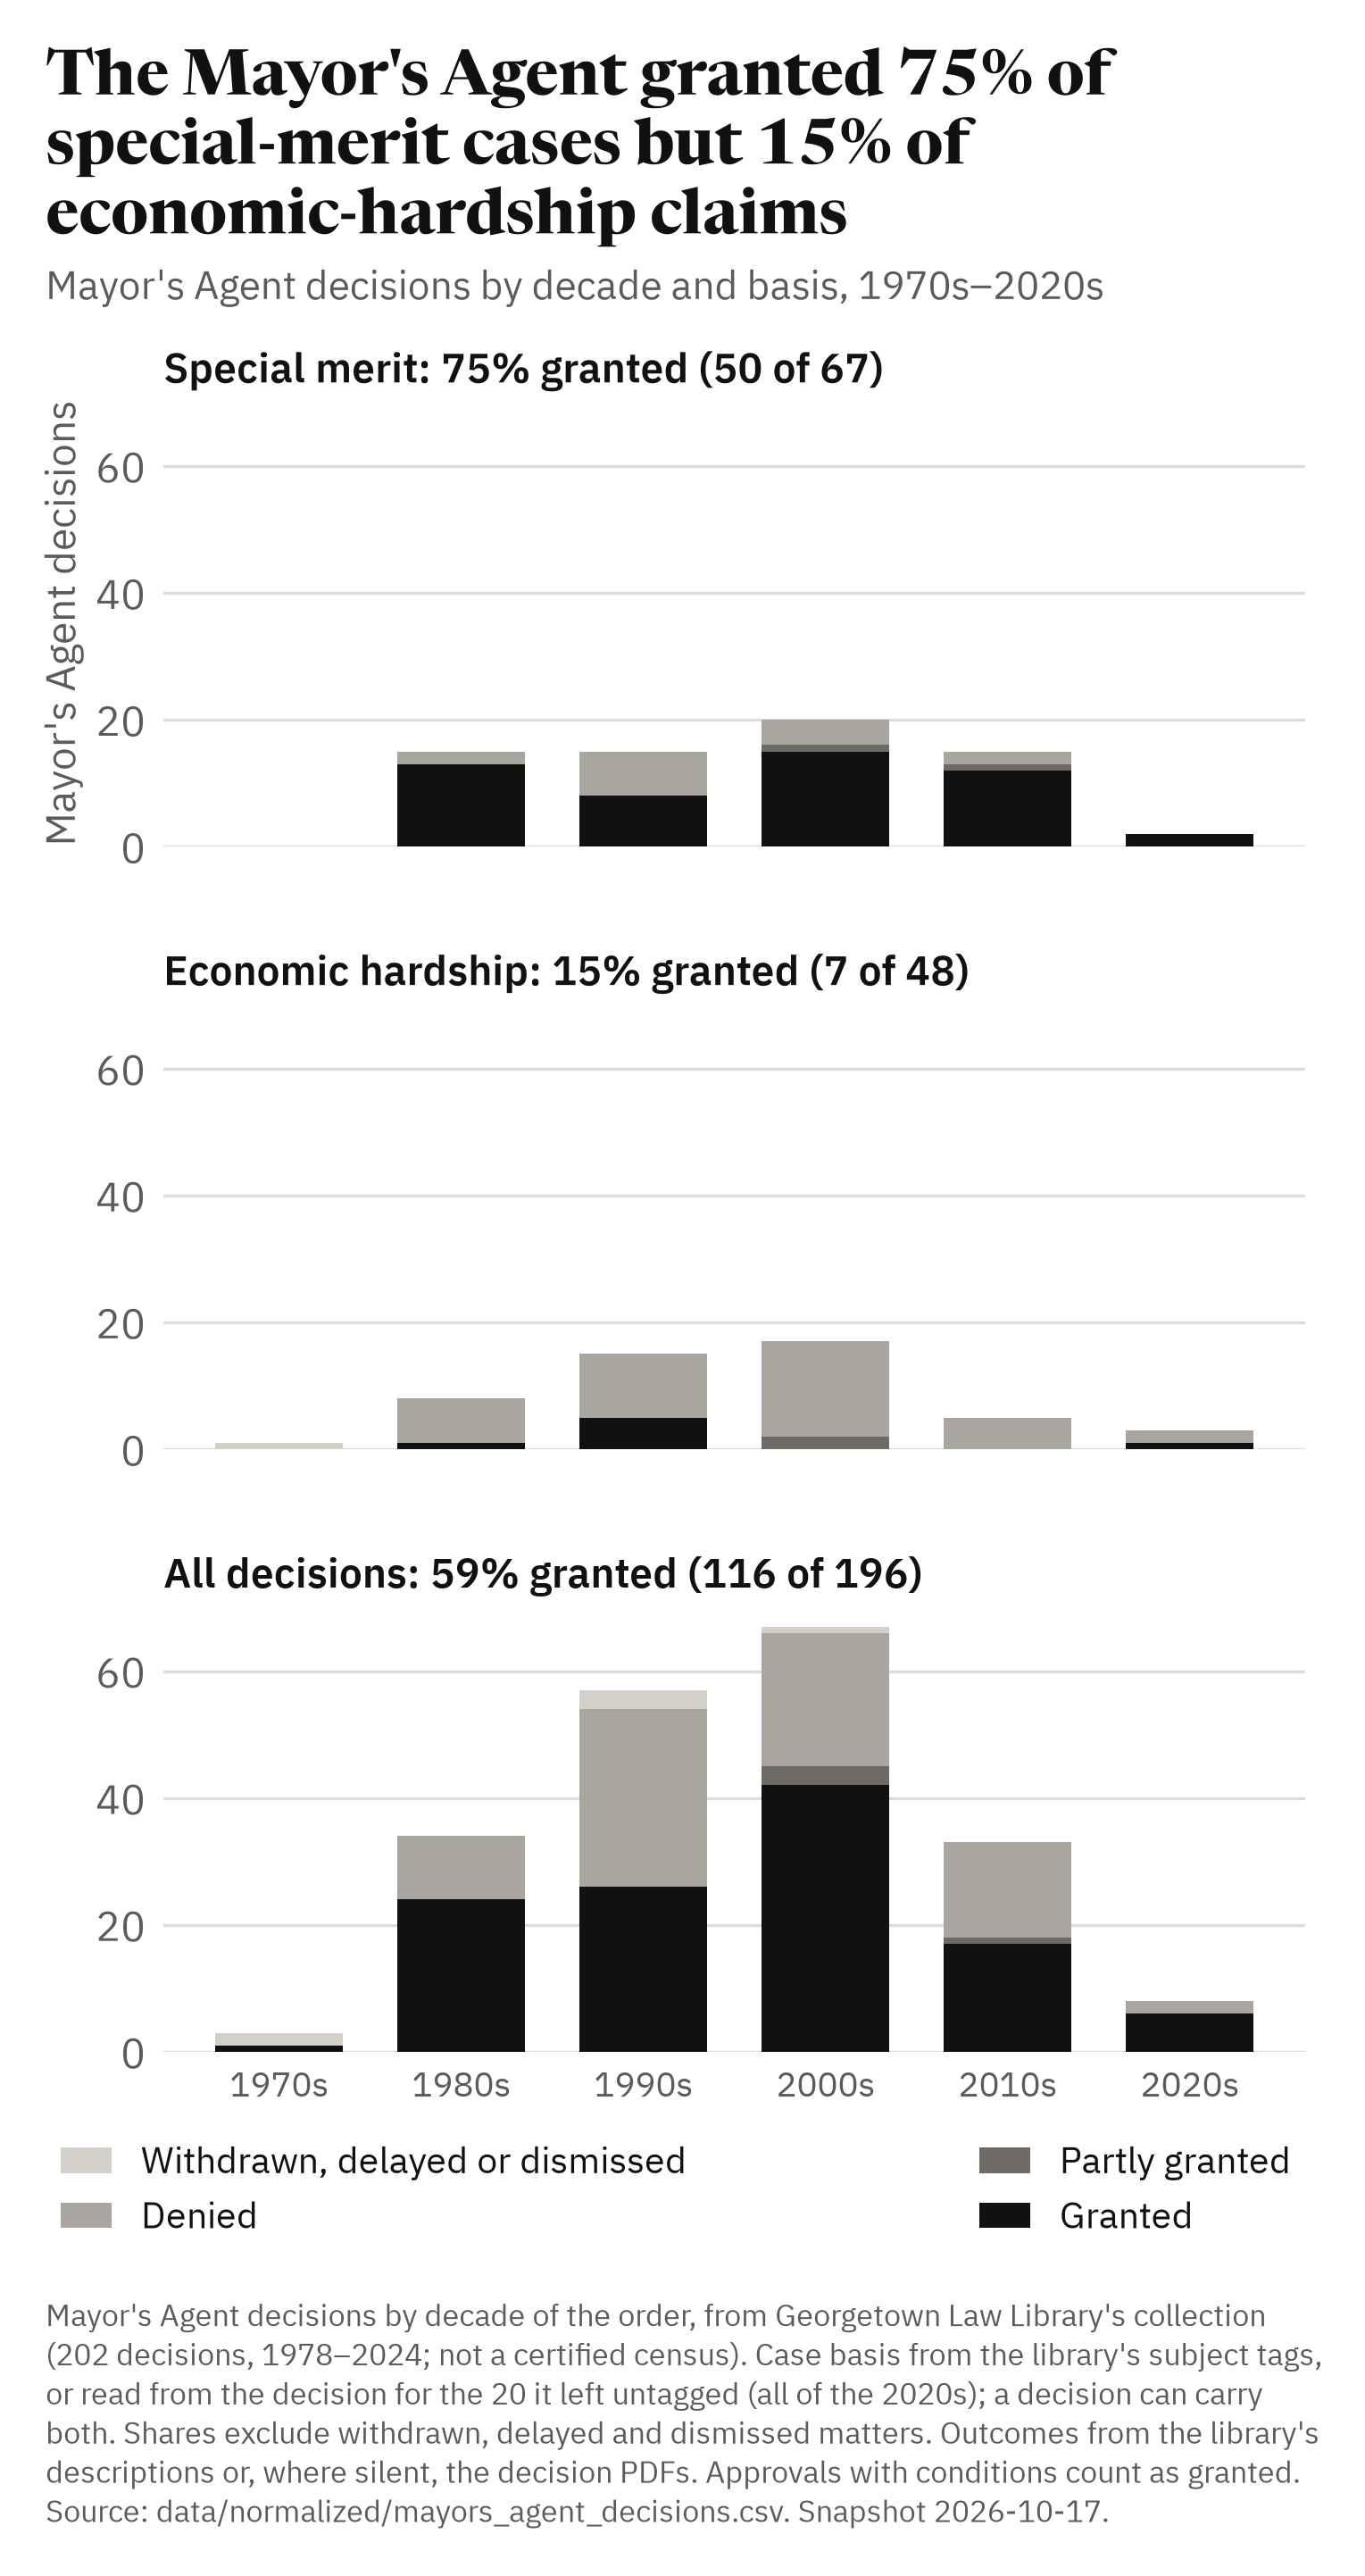 The Mayor's Agent granted 75% of
special-merit cases but 15% of
economic-hardship claims
Mayor's Agent decisions by decade and basis, 1970s–2020s
Special merit: 75% granted (50 of 67)
Mayor's Agent decisions
60
40
20
0
Economic hardship: 15% granted (7 of 48)
60
40
20
0
All decisions: 59% granted (116 of 196)
60
40
20
0
1970s 1980s 1990s 2000s 2010s 2020s
Withdrawn, delayed or dismissed
Denied
Partly granted
Granted
Mayor's Agent decisions by decade of the order, from Georgetown Law Library's collection
(202 decisions, 1978–2024; not a certified census). Case basis from the library's subject tags,
or read from the decision for the 20 it left untagged (all of the 2020s); a decision can carry
both. Shares exclude withdrawn, delayed and dismissed matters. Outcomes from the library's
descriptions or, where silent, the decision PDFs. Approvals with conditions count as granted.
Source: data/normalized/mayors_agent_decisions.csv. Snapshot 2026-10-17.